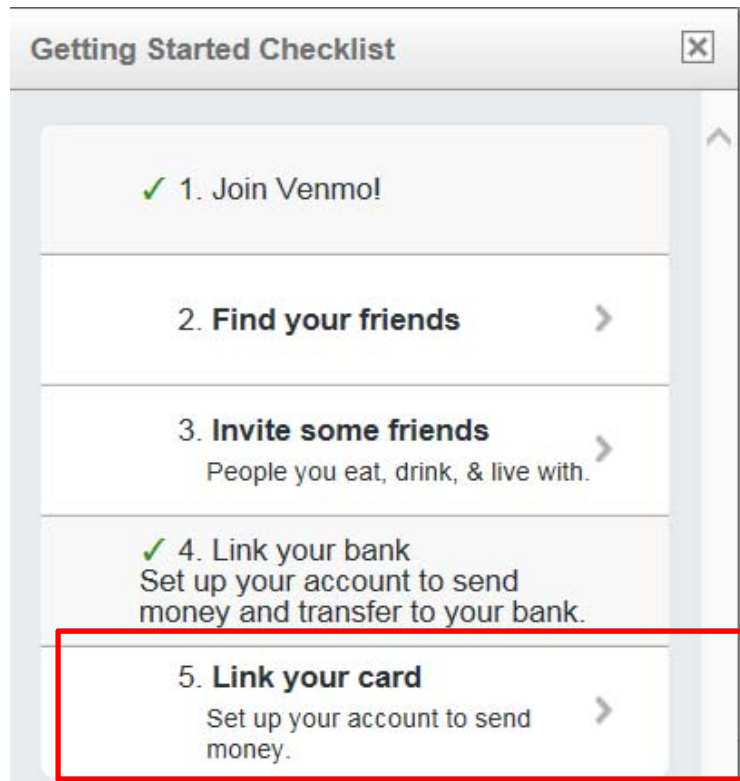 Getting Started Checklist
✓ 1. Join Venmo!
2. Find your friends
3. Invite some friends
People you eat, drink, & live with.
✓ 4. Link your bank
Set up your account to send
money and transfer to your bank.
5. Link your card
Set up your account to send
money.